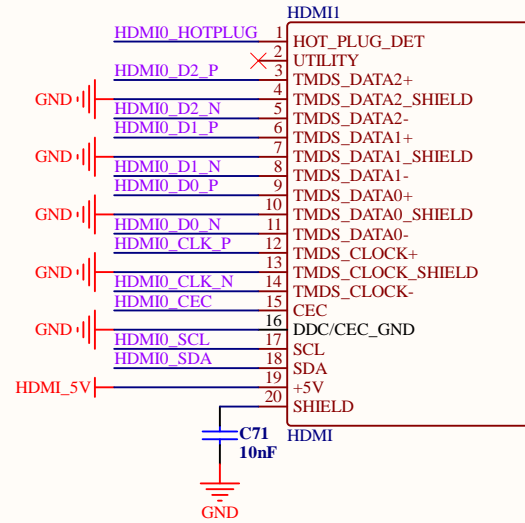 HDMI1
HDMI0_HOTPLUG 1 HOT_PLUG_DET
2 UTILITY
HDMI0_D2_P 3 TMDS_DATA2+
GND 4 TMDS_DATA2_SHIELD
HDMI0_D2_N 5 TMDS_DATA2-
HDMI0_D1_P 6 TMDS_DATA1+
GND 7 TMDS_DATA1_SHIELD
HDMI0_D1_N 8 TMDS_DATA1-
HDMI0_D0_P 9 TMDS_DATA0+
GND 10 TMDS_DATA0_SHIELD
HDMI0_D0_N 11 TMDS_DATA0-
HDMI0_CLK_P 12 TMDS_CLOCK+
GND 13 TMDS_CLOCK_SHIELD
HDMI0_CLK_N 14 TMDS_CLOCK-
HDMI0_CEC 15 CEC
GND 16 DDC/CEC_GND
HDMI0_SCL 17 SCL
HDMI0_SDA 18 SDA
HDMI_5V 19 +5V
20 SHIELD
C71 HDMI
10nF
GND